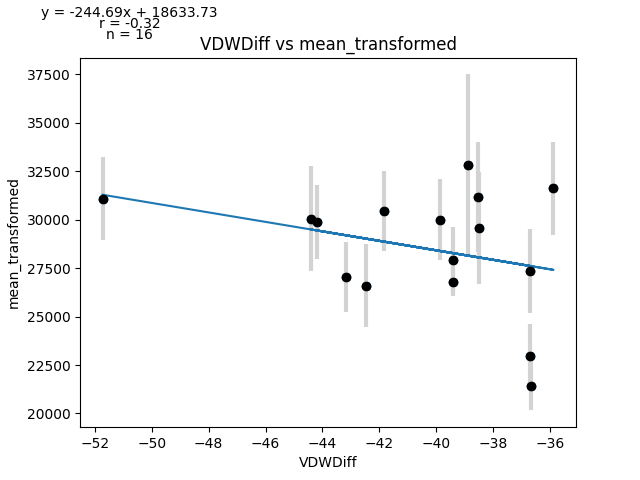 y = -244.69x + 18633.73
r = -0.32
n = 16
VDWDiff vs mean_transformed
37500
35000
32500
30000
27500
25000
22500
20000
mean_transformed
−52 −50 −48 −46 −44 −42 −40 −38 −36
VDWDiff